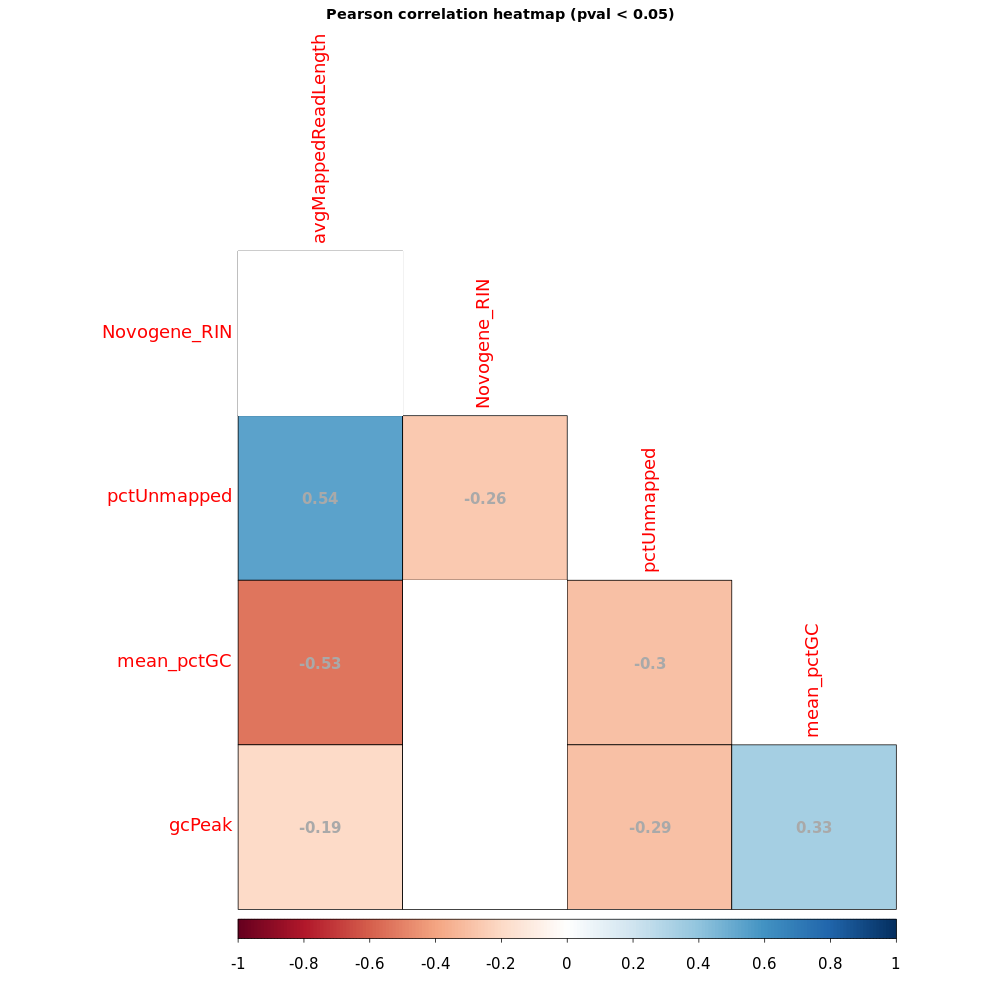 Pearson correlation heatmap (pval < 0.05)
avgMappedReadLength
Novogene_RIN
Novogene_RIN
pctUnmapped
0.54
-0.26
pctUnmapped
mean_pctGC
-0.53
-0.3
mean_pctGC
gcPeak
-0.19
-0.29
0.33
-1 -0.8 -0.6 -0.4 -0.2 0 0.2 0.4 0.6 0.8 1